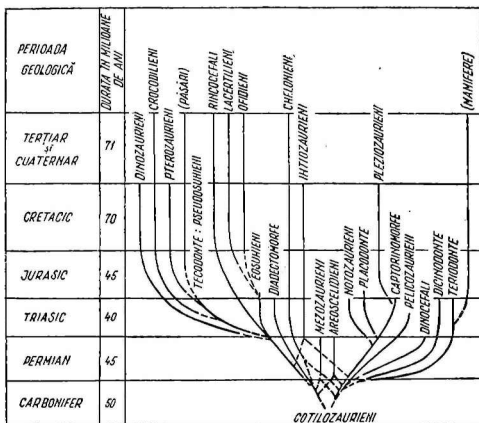 PERIOADA
GEOLOGICĂ
DURATA ÎN MILIOANE
DE ANI
DINOZAURIENI
CROCODILIENI
PTEROZAURIENI
(PĂSĂRI)
TECODONTE : PSEUDOSUHIENI
RINCOCEFALI
LACERTILIENI
OFIDIENI
EOSUHIENI
DIADECTOMORFE
CHELONIENI
IHTIOZAURIENI
MEZOZAURIENI
AREOSCELIDIENI
NOTOZAURIENI
PLACODONTE
PLEZIOZAURIENI
CAPTORINOMORFE
PELICOZAURIENI
DINOCEFALI
DICINODONTE
TERIODONTE
(MAMIFERE)
TERȚIAR
și
CUATERNAR
71
CRETACIC
70
JURASIC
45
TRIASIC
40
PERMIAN
45
CARBONIFER
50
COTILOZAURIENI